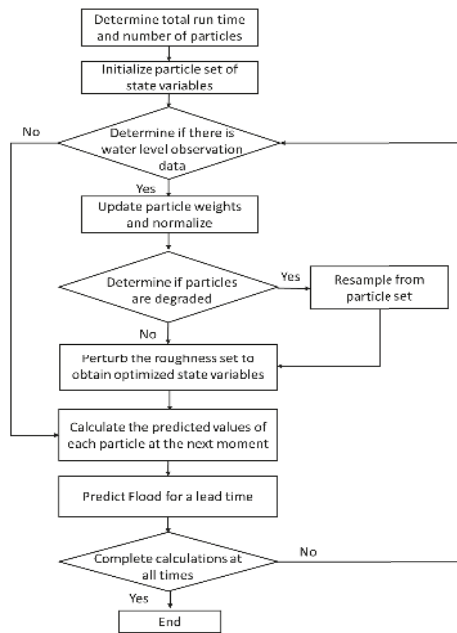 Determine total run time
and number of particles
Initialize particle set of
state variables
No
Determine if there is
water level observation
data
Yes
Update particle weights
and normalize
Determine if particles
are degraded
Yes
Resample from
particle set
No
Perturb the roughness set to
obtain optimized state variables
Calculate the predicted values of
each particle at the next moment
Predict Flood for a lead time
Complete calculations at
all times
No
Yes
End